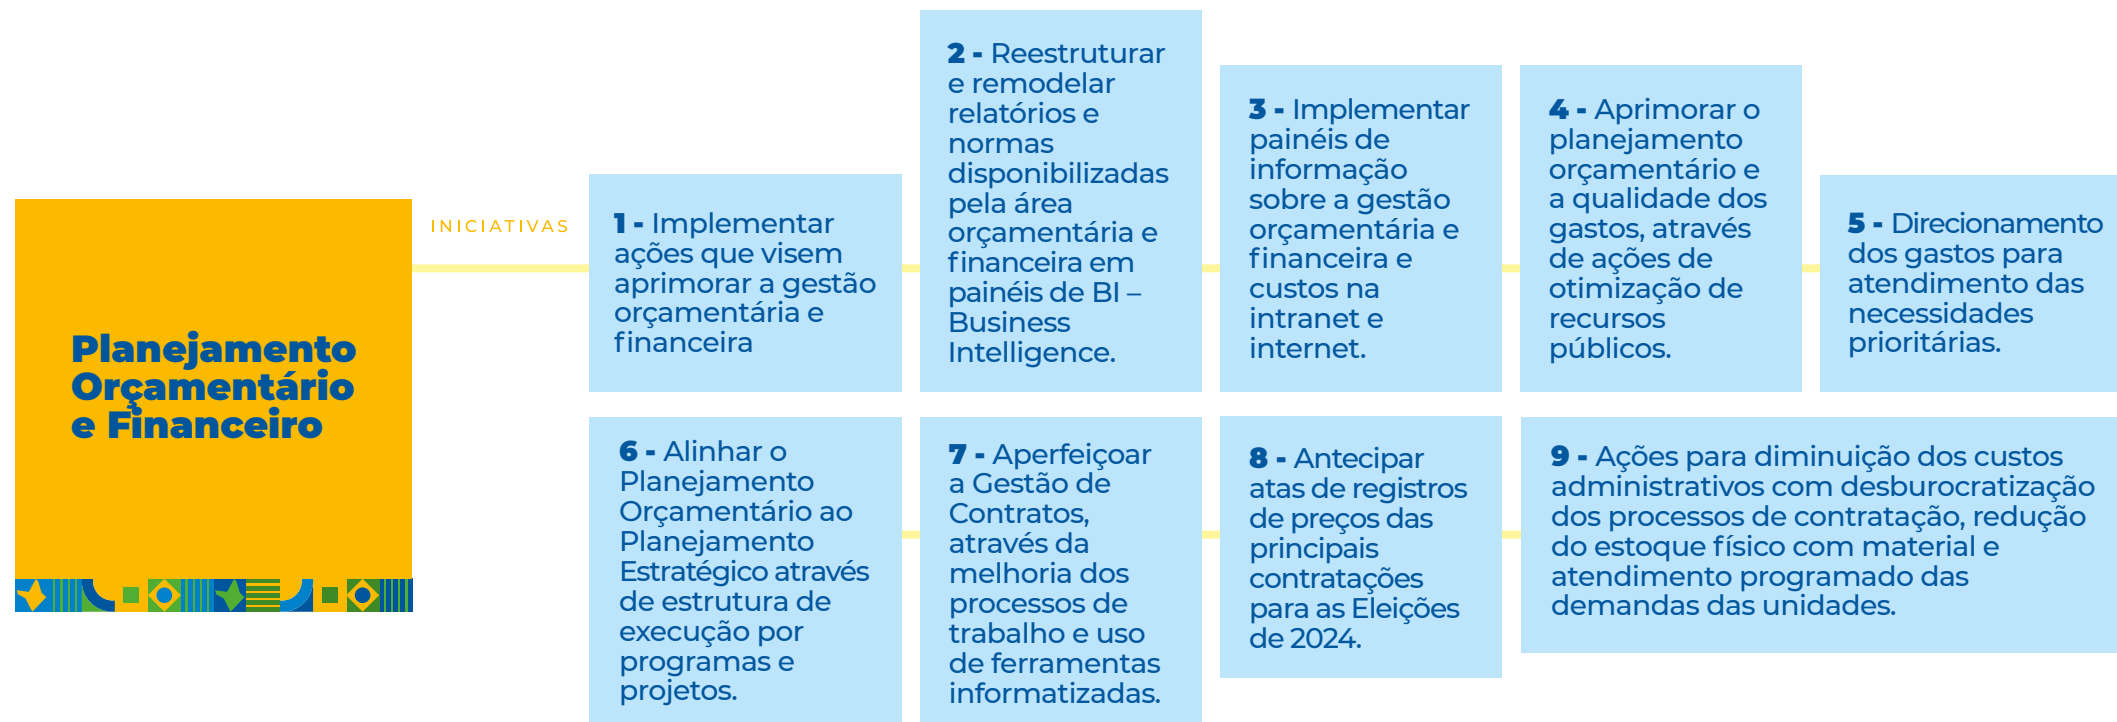 Planejamento
Orçamentário
e Financeiro
INICIATIVAS
1 - Implementar
ações que visem
aprimorar a gestão
orçamentária e
financeira
2 - Reestruturar
e remodelar
relatórios e
normas
disponibilizadas
pela área
orçamentária e
financeira em
painéis de BI –
Business
Intelligence.
3 - Implementar
painéis de
informação
sobre a gestão
orçamentária e
financeira e
custos na
intranet e
internet.
4 - Aprimorar o
planejamento
orçamentário e
a qualidade dos
gastos, através
de ações de
otimização de
recursos
públicos.
5 - Direcionamento
dos gastos para
atendimento das
necessidades
prioritárias.
6 - Alinhar o
Planejamento
Orçamentário ao
Planejamento
Estratégico através
de estrutura de
execução por
programas e
projetos.
7 - Aperfeiçoar
a Gestão de
Contratos,
através da
melhoria dos
processos de
trabalho e uso
de ferramentas
informatizadas.
8 - Antecipar
atas de registros
de preços das
principais
contratações
para as Eleições
de 2024.
9 - Ações para diminuição dos custos
administrativos com desburocratização
dos processos de contratação, redução
do estoque físico com material e
atendimento programado das
demandas das unidades.